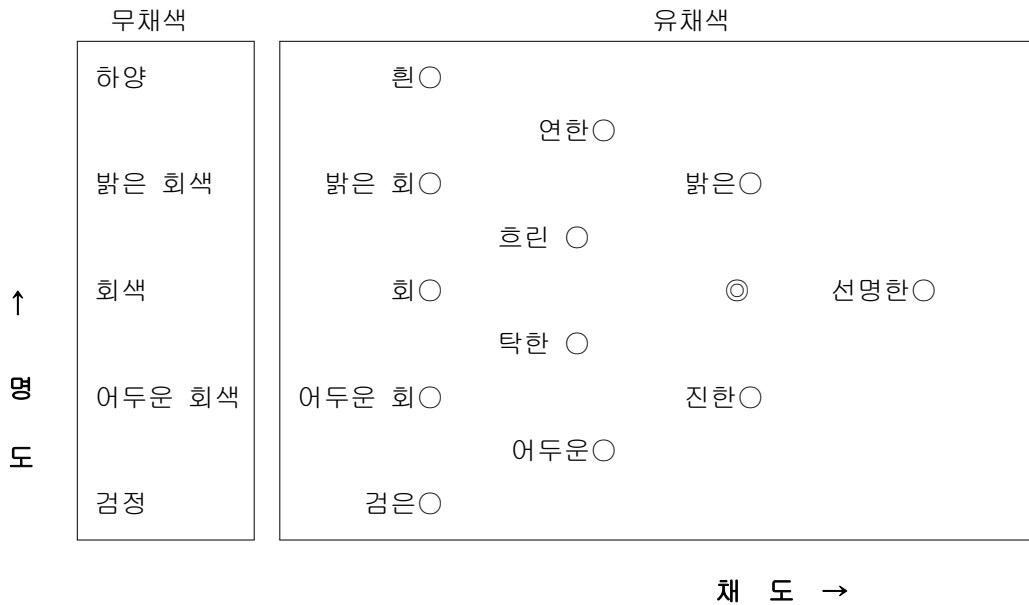 무채색 유채색
하양 흰○
연한○
밝은 회색 밝은 회○ 밝은○
흐린 ○
↑ 회색 회○ ◎ 선명한○
탁한 ○
명 어두운 회색 어두운 회○ 진한○
도 어두운○
검정 검은○
채 도 →